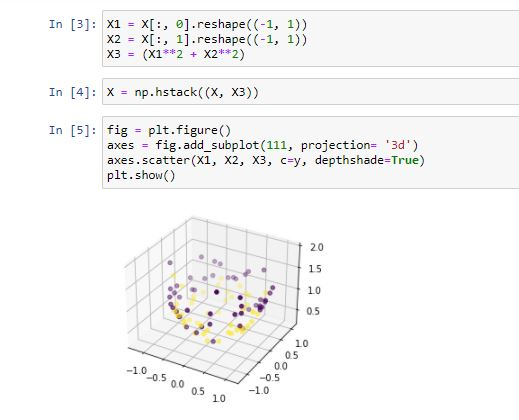 In [3]: X1 = X[:, 0].reshape((-1, 1))
X2 = X[:, 1].reshape((-1, 1))
X3 = (X1**2 + X2**2)
In [4]: X = np.hstack((X, X3))
In [5]: fig = plt.figure()
axes = fig.add_subplot(111, projection= '3d')
axes.scatter(X1, X2, X3, c=y, depthshade=True)
plt.show()
2.0
1.5
1.0
0.5
1.0
0.5
0.0
-0.5
-1.0
-1.0
-0.5
0.0
0.5
1.0